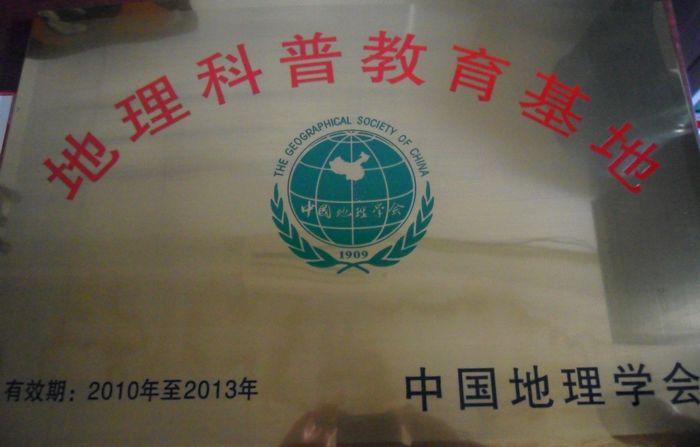 地理科普教育基地
THE GEOGRAPHICAL SOCIETY OF CHINA
中国地理学会
1909
有效期：2010年至2013年
中国地理学会